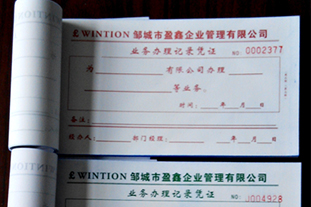 WINTION 邹城市盈鑫企业管理有限公司
业务办理记录凭证 NO: 0002377
为 有限公司办理
等业务。
时间: 年 月 日
备注:
经办人: 部门经理: 年 月 日
WINTION 邹城市盈鑫企业管理有限公司
业务办理记录凭证 NO: 0004928